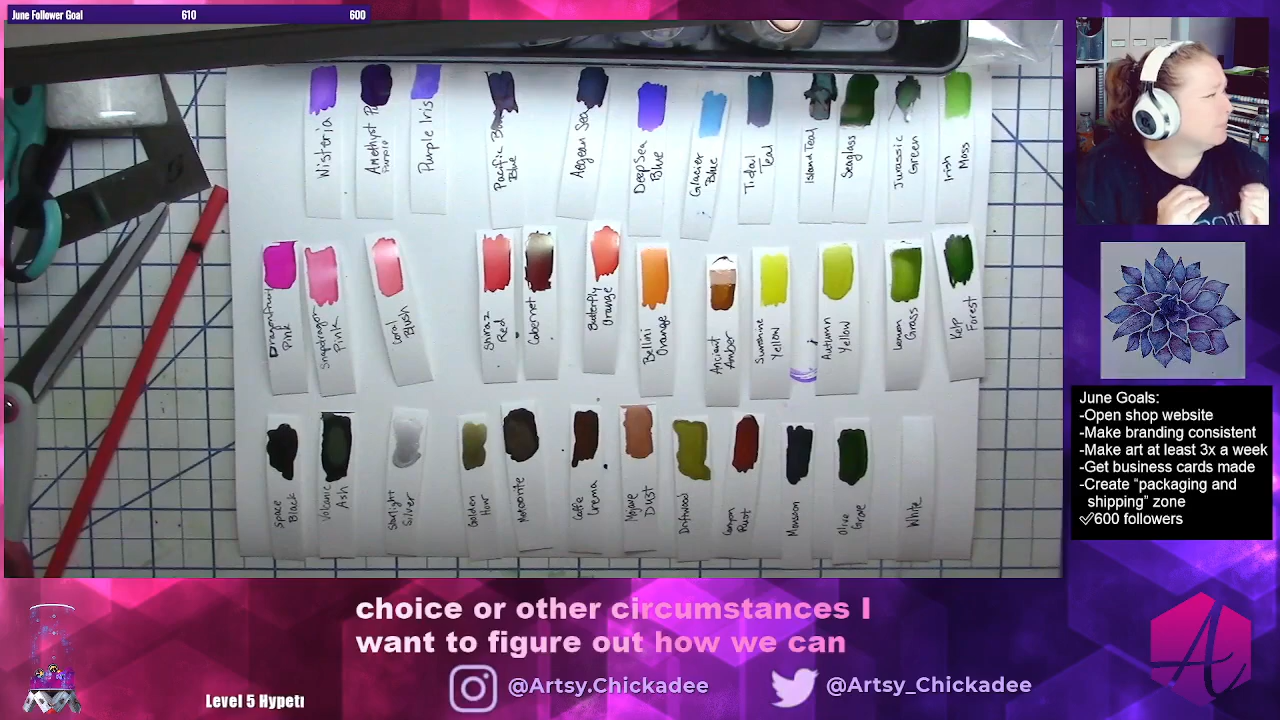 June Follower Goal 610 600
Wisteria
Amethyst
Purple
Purple Iris
Pacific
Blue
Aegean Sea
Deep Sea
Blue
Glacier
Blue
Tidal
Teal
Island Teal
Seaglass
Jurassic
Green
Irish
Moss
Dragonfruit
Pink
Snapdragon
Pink
Coral
Blush
Shiraz
Red
Cabernet
Butterfly
Orange
Bellini
Orange
Ancient
Amber
Sunshine
Yellow
Autumn
Yellow
Lemon
Grass
Kelp
Forest
Space
Black
Volcanic
Ash
Starlight
Silver
Golden
Hour
Meteorite
Caffe
Crema
Mojave
Dust
Driftwood
Canyon
Rust
Monsoon
Olive
Grove
White
June Goals:
-Open shop website
-Make branding consistent
-Make art at least 3x a week
-Get business cards made
-Create "packaging and
shipping" zone
✓600 followers
choice or other circumstances I
want to figure out how we can
@Artsy.Chickadee
@Artsy_Chickadee
Level 5 Hypetr
A